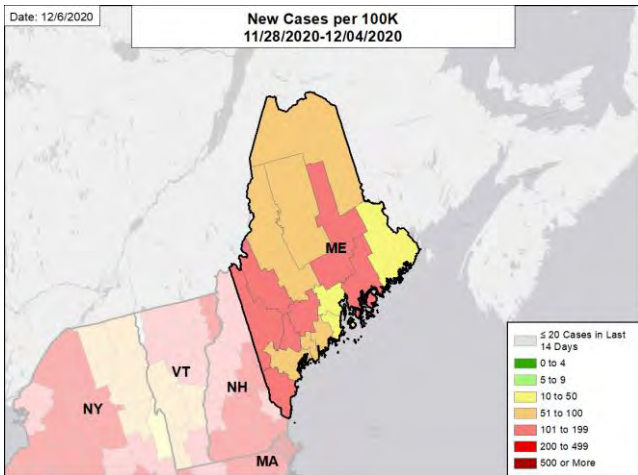 Date: 12/6/2020
New Cases per 100K
11/28/2020-12/04/2020
ME
VT
NH
NY
MA
≤ 20 Cases in Last
14 Days
0 to 4
5 to 9
10 to 50
51 to 100
101 to 199
200 to 499
500 or More